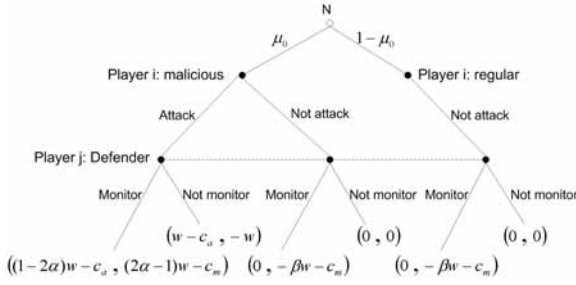 N
μ₀ 1 − μ₀
Player i: malicious Player i: regular
Attack Not attack Not attack
Player j: Defender
Monitor Not monitor Monitor Not monitor Monitor Not monitor
(w − cₐ , −w) (0 , 0) (0 , 0)
((1 − 2α)w − cₐ , (2α − 1)w − cₘ) (0 , − βw − cₘ) (0 , − βw − cₘ)